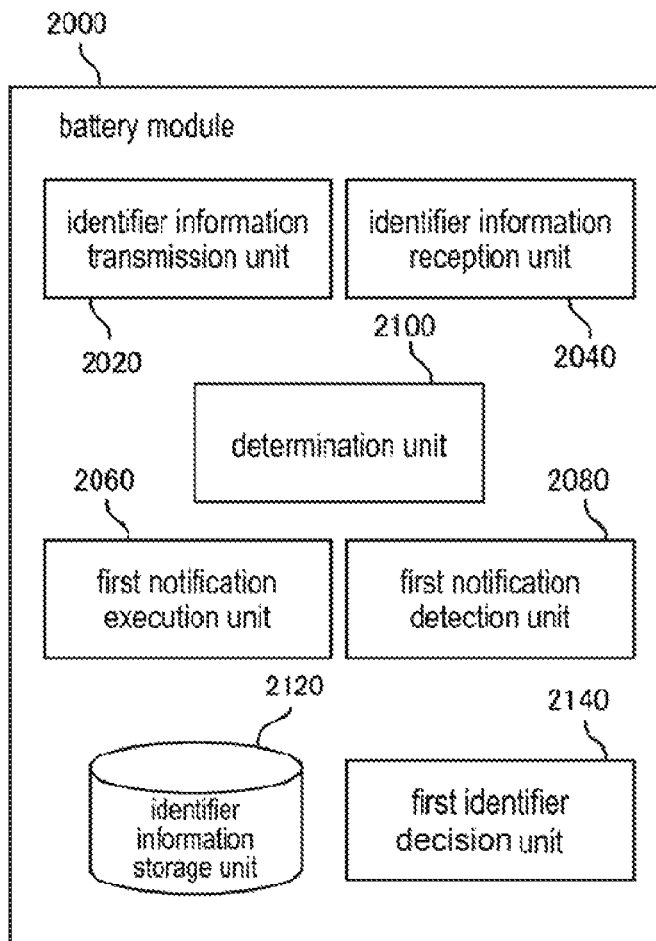 2000
battery module
identifier information
transmission unit
identifier information
reception unit
2020
2040
2100
determination unit
2060
2080
first notification
execution unit
first notification
detection unit
2120
2140
identifier
information
storage unit
first identifier
decision unit